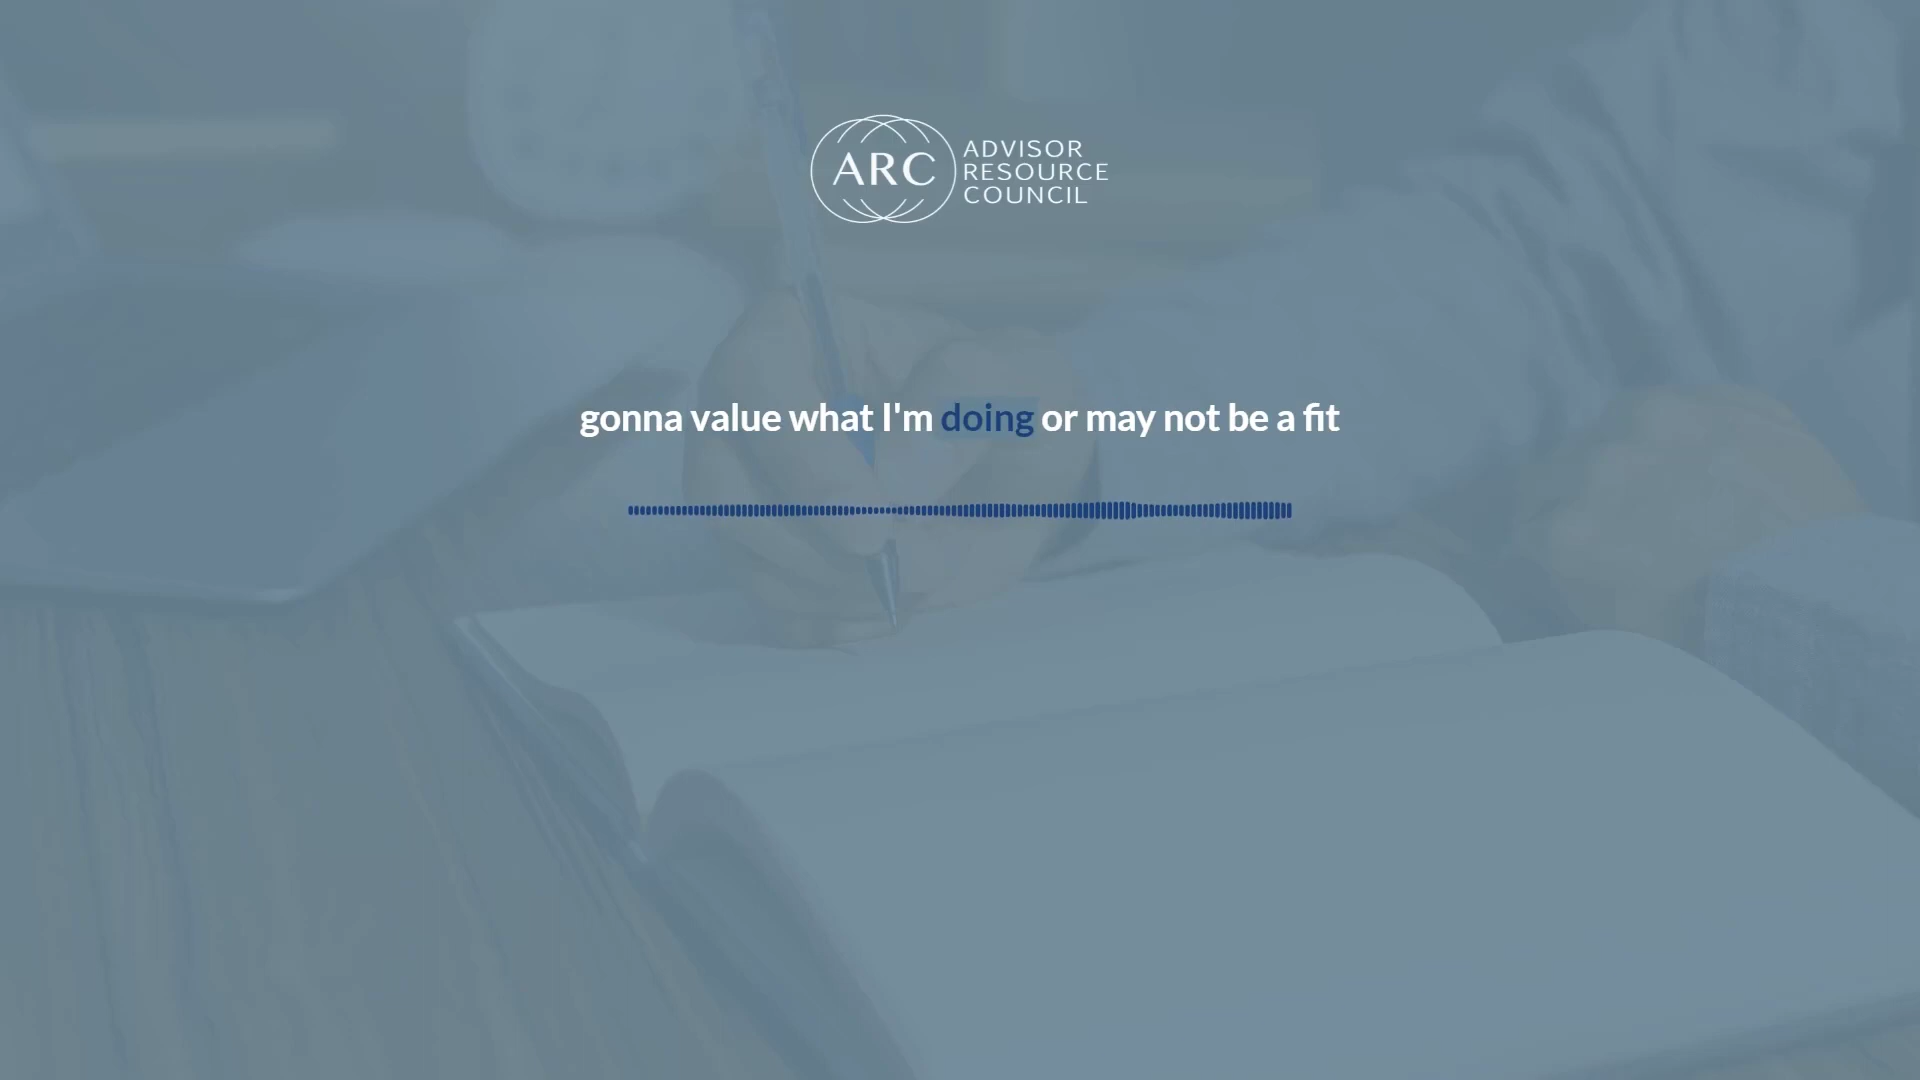 ARC
ADVISOR
RESOURCE
COUNCIL
gonna value what I'm doing or may not be a fit